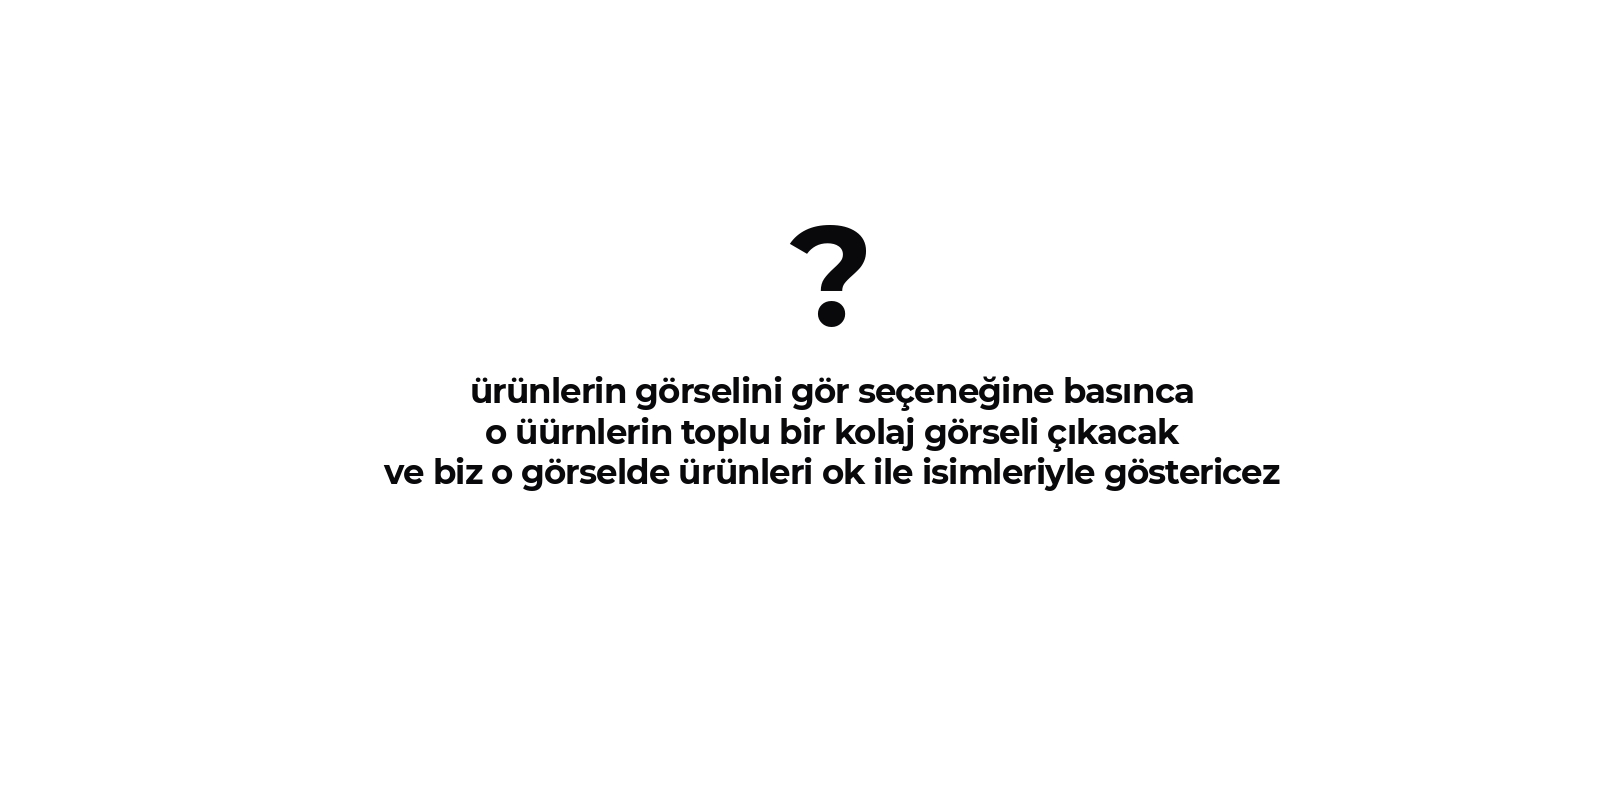 ?
ürünlerin görselini gör seçeneğine basınca
o üürnlerin toplu bir kolaj görseli çıkacak
ve biz o görselde ürünleri ok ile isimleriyle göstericez